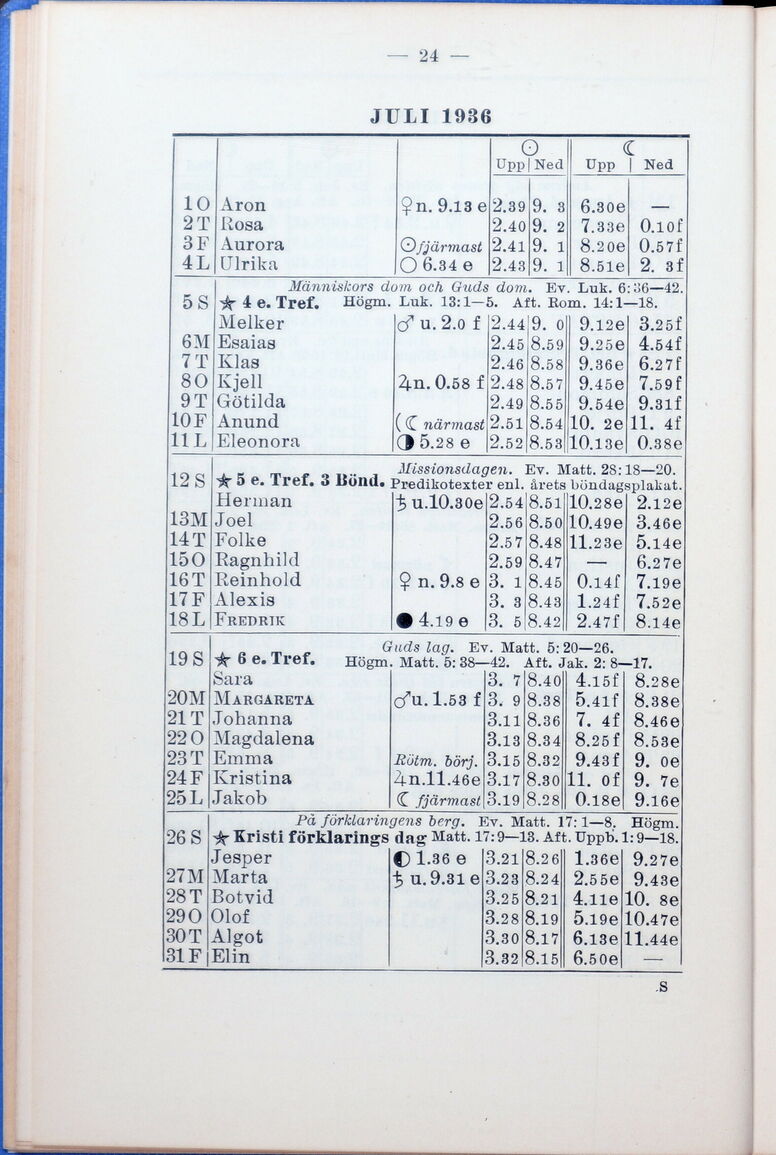 — 24 —
JULI 1936
☉ ☾
Upp | Ned Upp | Ned
1 O Aron ♀ n. 9.13 e 2.39 9. 3 6.30e —
2 T Rosa 2.40 9. 2 7.33e 0.10f
3 F Aurora ☉ fjärmast 2.41 9. 1 8.20e 0.57f
4 L Ulrika ○ 6.34 e 2.43 9. 1 8.51e 2. 3f
Människors dom och Guds dom. Ev. Luk. 6:36—42.
5 S ☆ 4 e. Tref. Högm. Luk. 13:1—5. Aft. Rom. 14:1—18.
Melker ♂ u. 2.0 f 2.44 9. 0 9.12e 3.25f
6 M Esaias 2.45 8.59 9.25e 4.54f
7 T Klas 2.46 8.58 9.36e 6.27f
8 O Kjell ♃ n. 0.58 f 2.48 8.57 9.45e 7.59f
9 T Götilda 2.49 8.55 9.54e 9.31f
10 F Anund (☾ närmast 2.51 8.54 10. 2e 11. 4f
11 L Eleonora ◑ 5.28 e 2.52 8.53 10.13e 0.38e
Missionsdagen. Ev. Matt. 28:18—20.
12 S ☆ 5 e. Tref. 3 Bönd. Predikotexter enl. årets böndagsplakat.
Herman ♄ u.10.30e 2.54 8.51 10.28e 2.12e
13 M Joel 2.56 8.50 10.49e 3.46e
14 T Folke 2.57 8.48 11.23e 5.14e
15 O Ragnhild 2.59 8.47 — 6.27e
16 T Reinhold ♀ n. 9.8 e 3. 1 8.45 0.14f 7.19e
17 F Alexis 3. 3 8.43 1.24f 7.52e
18 L FREDRIK ● 4.19 e 3. 5 8.42 2.47f 8.14e
Guds lag. Ev. Matt. 5:20—26.
19 S ☆ 6 e. Tref. Högm. Matt. 5:38—42. Aft. Jak. 2:8—17.
Sara 3. 7 8.40 4.15f 8.28e
20 M MARGARETA ♂ u. 1.53 f 3. 9 8.38 5.41f 8.38e
21 T Johanna 3.11 8.36 7. 4f 8.46e
22 O Magdalena 3.13 8.34 8.25f 8.53e
23 T Emma Rötm. börj. 3.15 8.32 9.43f 9. 0e
24 F Kristina ♃ n.11.46e 3.17 8.30 11. 0f 9. 7e
25 L Jakob ☾ fjärmast 3.19 8.28 0.18e 9.16e
På förklaringens berg. Ev. Matt. 17:1—8. Högm.
26 S ☆ Kristi förklarings dag Matt. 17:9—13. Aft. Uppb. 1:9—18.
Jesper ◐ 1.36 e 3.21 8.26 1.36e 9.27e
27 M Marta ♄ u. 9.31 e 3.23 8.24 2.55e 9.43e
28 T Botvid 3.25 8.21 4.11e 10. 8e
29 O Olof 3.28 8.19 5.19e 10.47e
30 T Algot 3.30 8.17 6.13e 11.44e
31 F Elin 3.32 8.15 6.50e —
S